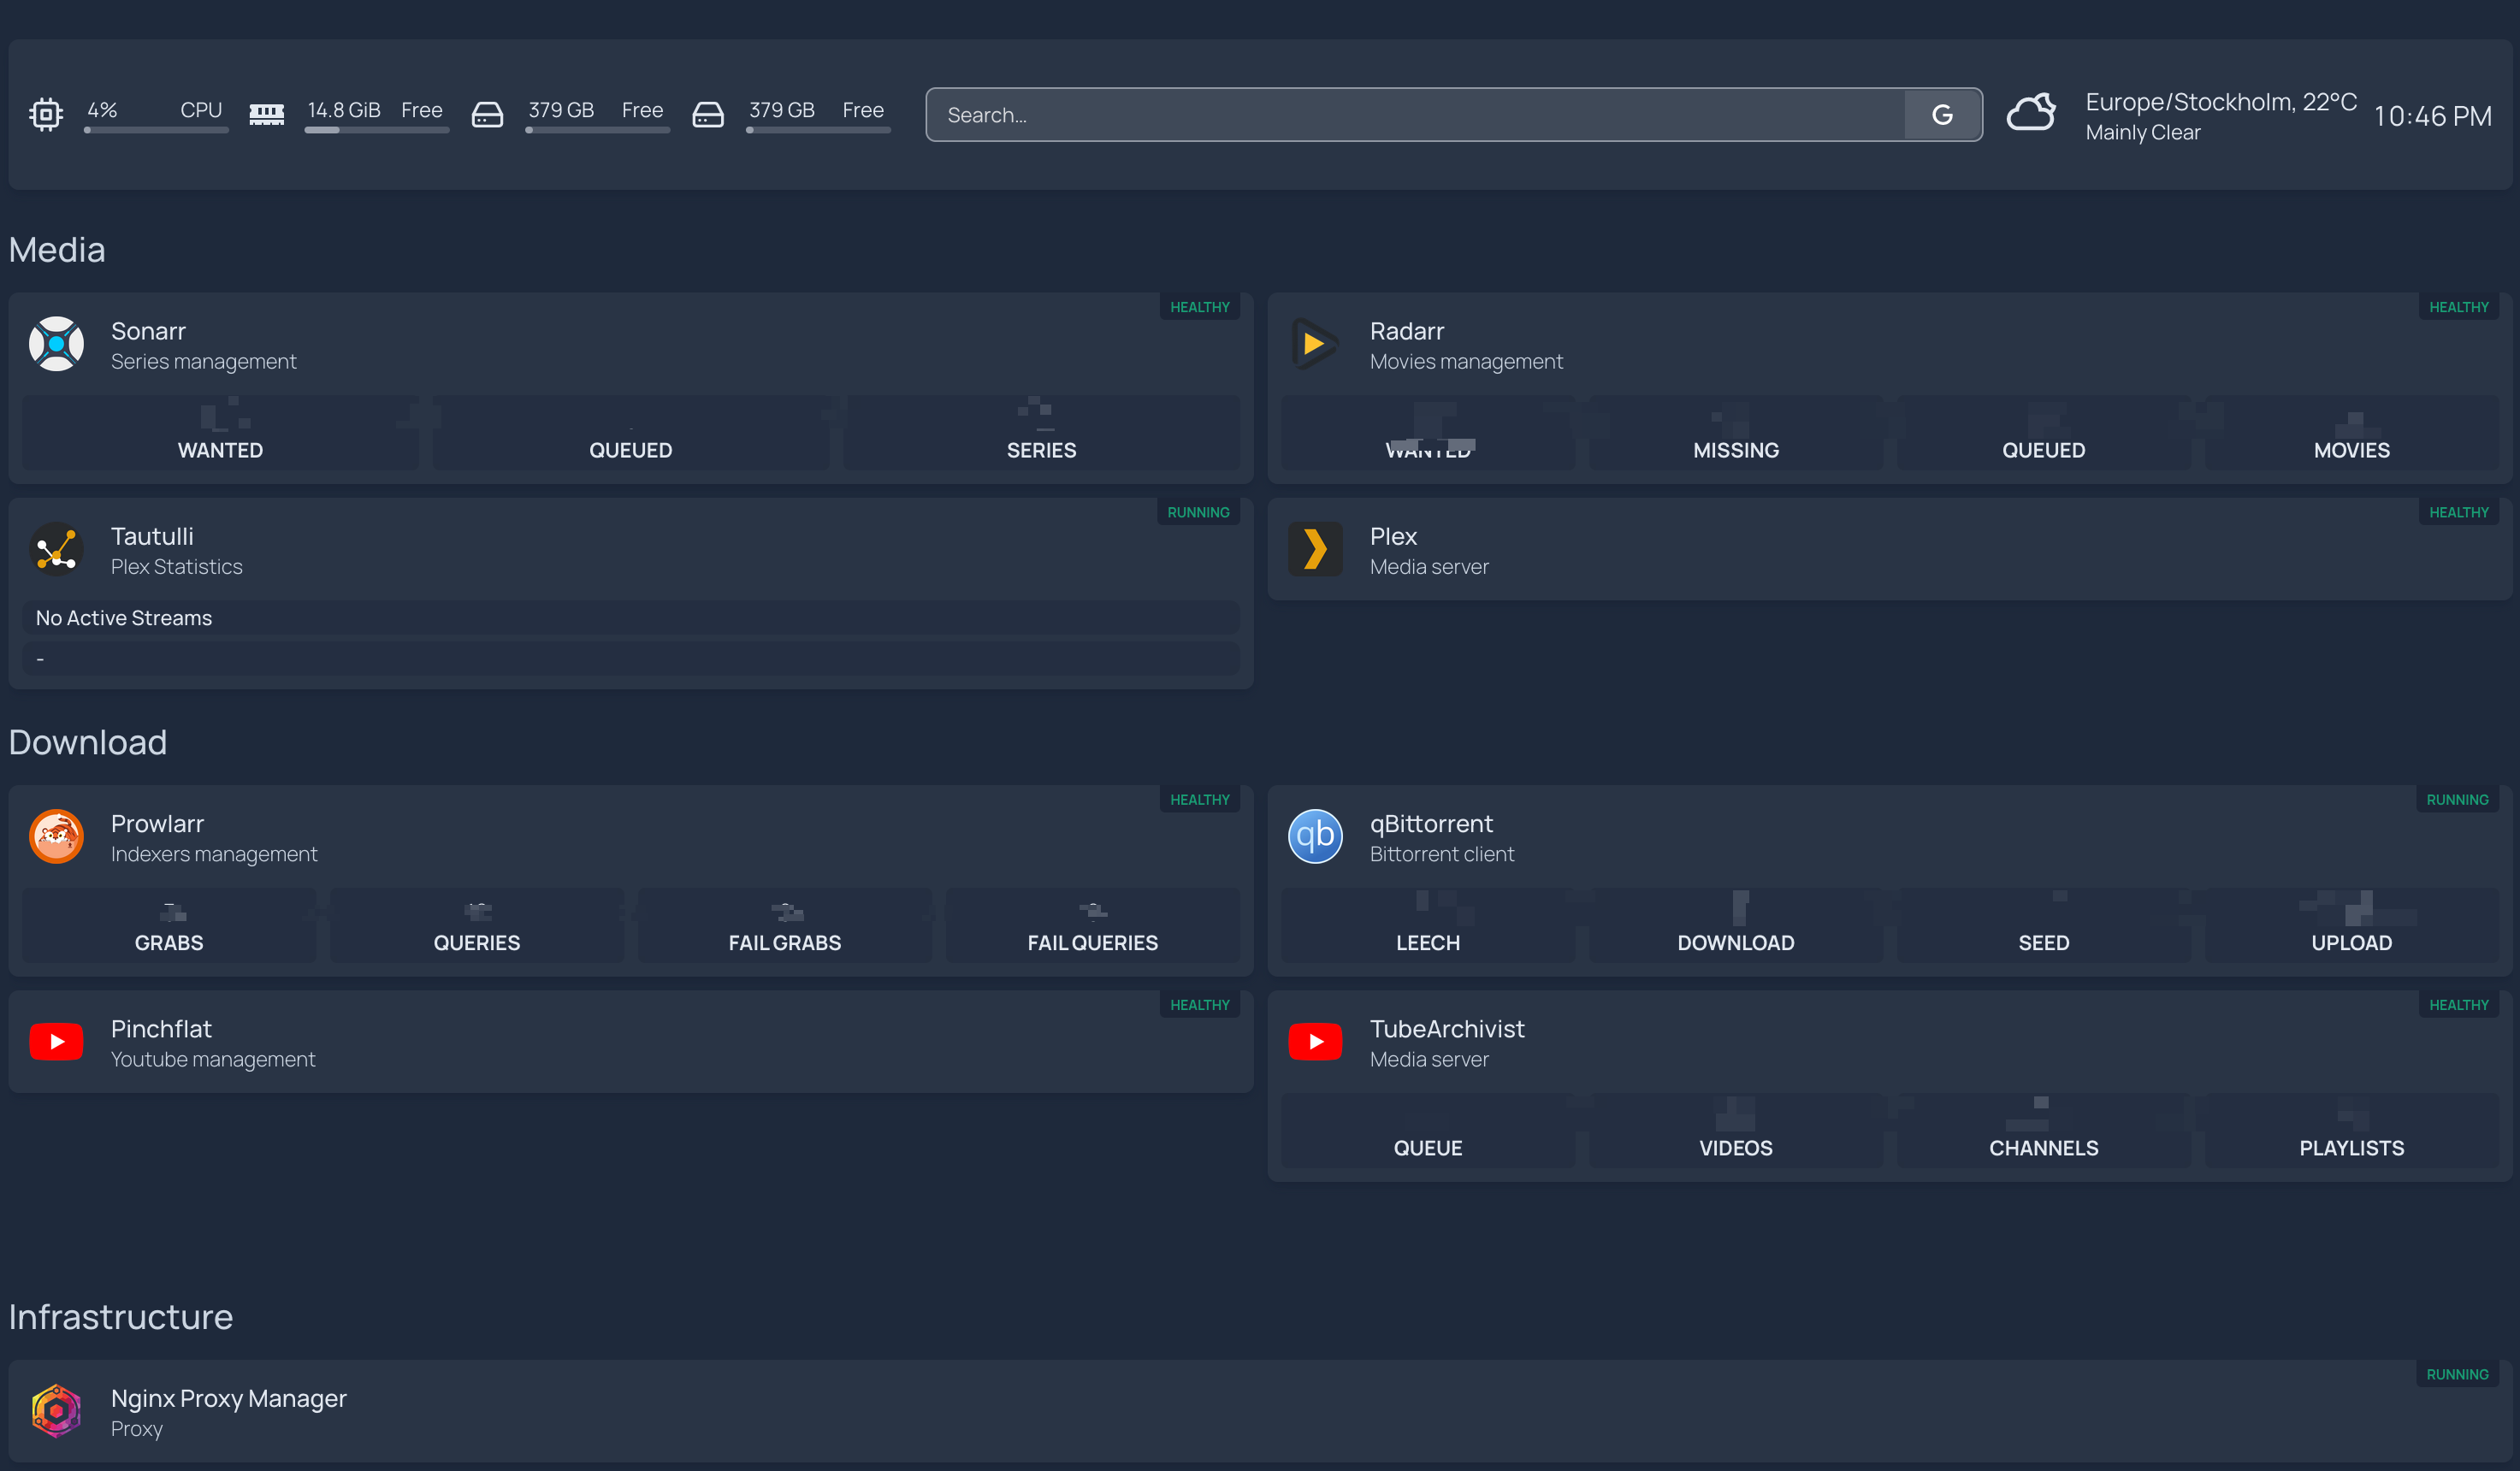 4% CPU 14.8 GiB Free 379 GB Free 379 GB Free Search... G Europe/Stockholm, 22°C
Mainly Clear
10:46 PM
Media
HEALTHY
Sonarr
Series management
WANTED QUEUED SERIES
HEALTHY
Radarr
Movies management
WANTED MISSING QUEUED MOVIES
RUNNING
Tautulli
Plex Statistics
No Active Streams
-
HEALTHY
Plex
Media server
Download
HEALTHY
Prowlarr
Indexers management
GRABS QUERIES FAIL GRABS FAIL QUERIES
RUNNING
qb
qBittorrent
Bittorrent client
LEECH DOWNLOAD SEED UPLOAD
HEALTHY
Pinchflat
Youtube management
HEALTHY
TubeArchivist
Media server
QUEUE VIDEOS CHANNELS PLAYLISTS
Infrastructure
RUNNING
Nginx Proxy Manager
Proxy